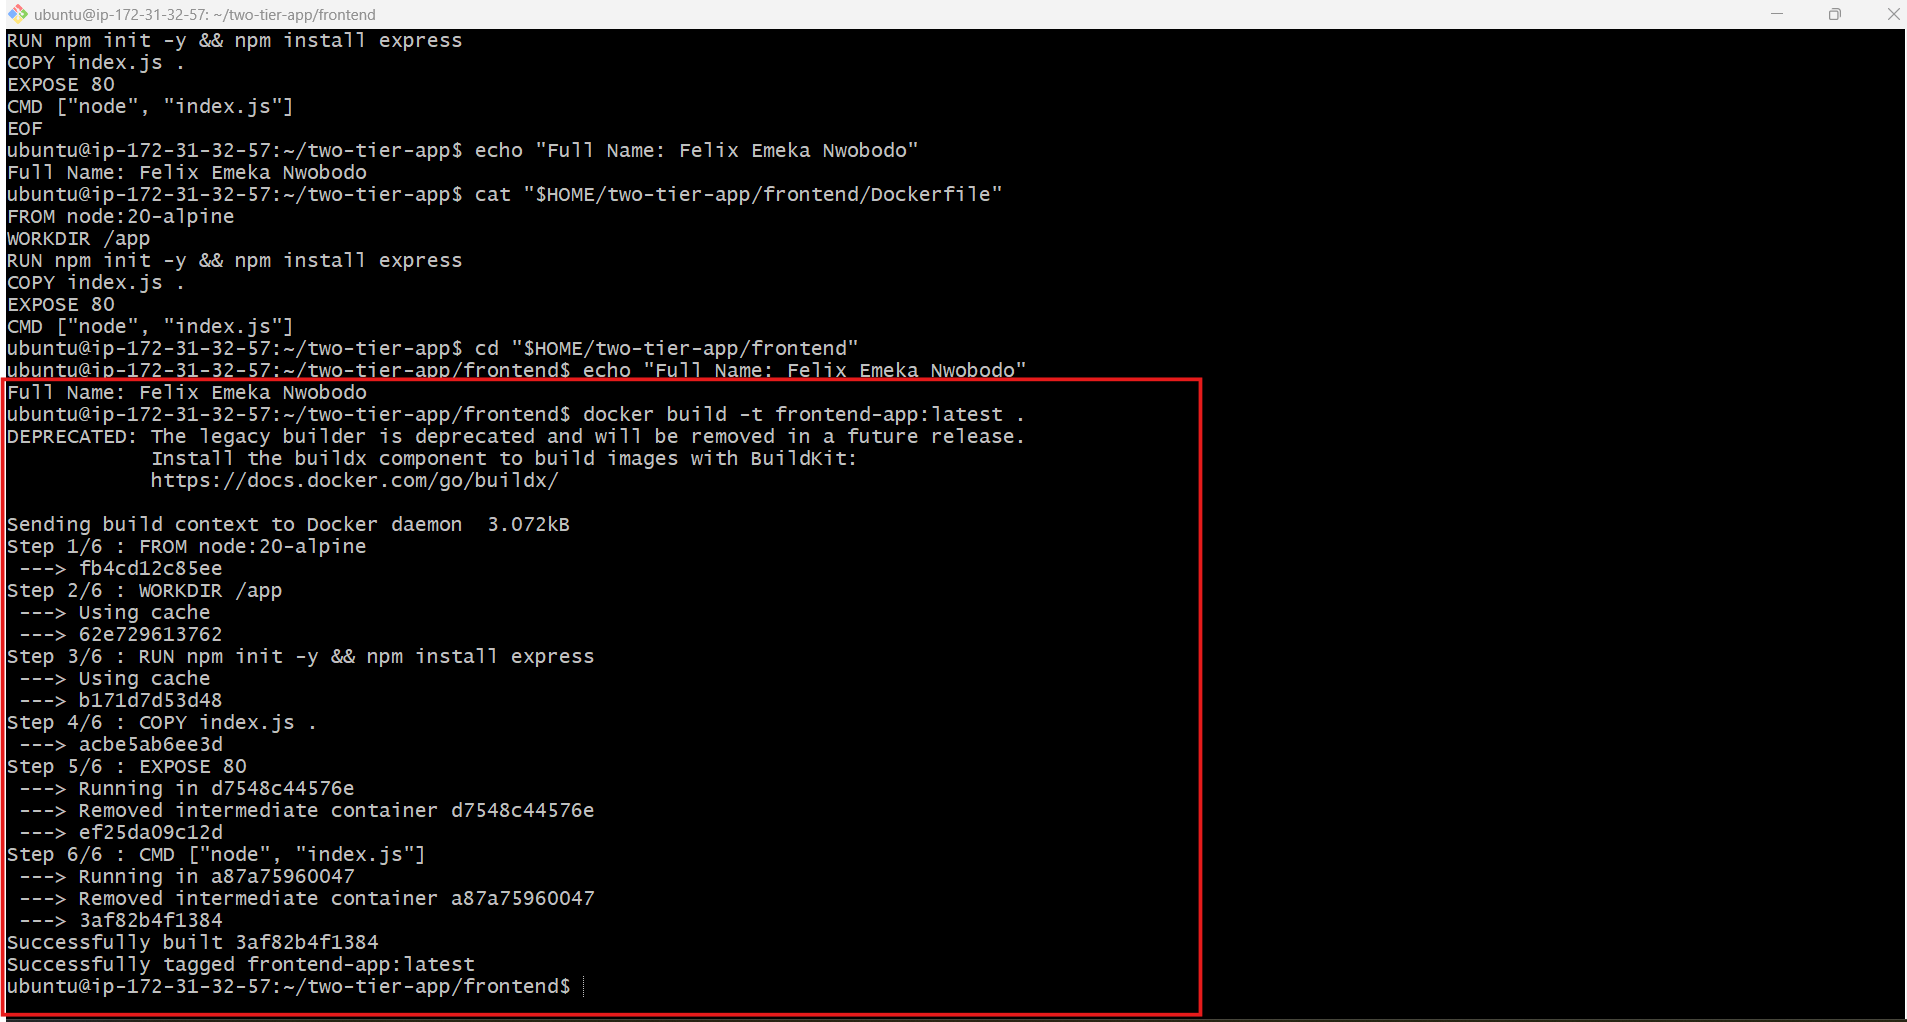 ubuntu@ip-172-31-32-57: ~/two-tier-app/frontend
RUN npm init -y && npm install express
COPY index.js .
EXPOSE 80
CMD ["node", "index.js"]
EOF
ubuntu@ip-172-31-32-57:~/two-tier-app$ echo "Full Name: Felix Emeka Nwobodo"
Full Name: Felix Emeka Nwobodo
ubuntu@ip-172-31-32-57:~/two-tier-app$ cat "$HOME/two-tier-app/frontend/Dockerfile"
FROM node:20-alpine
WORKDIR /app
RUN npm init -y && npm install express
COPY index.js .
EXPOSE 80
CMD ["node", "index.js"]
ubuntu@ip-172-31-32-57:~/two-tier-app$ cd "$HOME/two-tier-app/frontend"
ubuntu@ip-172-31-32-57:~/two-tier-app/frontend$ echo "Full Name: Felix Emeka Nwobodo"
Full Name: Felix Emeka Nwobodo
ubuntu@ip-172-31-32-57:~/two-tier-app/frontend$ docker build -t frontend-app:latest .
DEPRECATED: The legacy builder is deprecated and will be removed in a future release.
            Install the buildx component to build images with BuildKit:
            https://docs.docker.com/go/buildx/
Sending build context to Docker daemon  3.072kB
Step 1/6 : FROM node:20-alpine
 ---> fb4cd12c85ee
Step 2/6 : WORKDIR /app
 ---> Using cache
 ---> 62e729613762
Step 3/6 : RUN npm init -y && npm install express
 ---> Using cache
 ---> b171d7d53d48
Step 4/6 : COPY index.js .
 ---> acbe5ab6ee3d
Step 5/6 : EXPOSE 80
 ---> Running in d7548c44576e
 ---> Removed intermediate container d7548c44576e
 ---> ef25da09c12d
Step 6/6 : CMD ["node", "index.js"]
 ---> Running in a87a75960047
 ---> Removed intermediate container a87a75960047
 ---> 3af82b4f1384
Successfully built 3af82b4f1384
Successfully tagged frontend-app:latest
ubuntu@ip-172-31-32-57:~/two-tier-app/frontend$